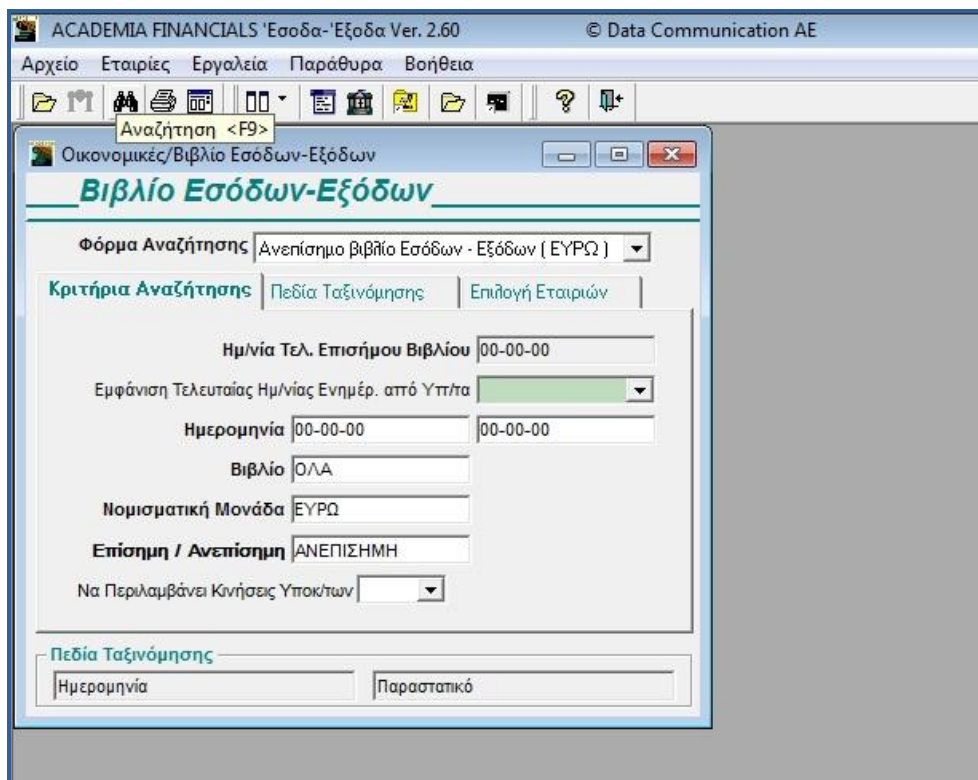 ACADEMIA FINANCIALS 'Εσοδα-'Εξοδα Ver. 2.60 © Data Communication AE
Αρχείο Εταιρίες Εργαλεία Παράθυρα Βοήθεια
Αναζήτηση <F9>
Οικονομικές/Βιβλίο Εσόδων-Εξόδων
Βιβλίο Εσόδων-Εξόδων
Φόρμα Αναζήτησης Ανεπίσημο βιβλίο Εσόδων - Εξόδων ( ΕΥΡΩ )
Κριτήρια Αναζήτησης Πεδία Ταξινόμησης Επιλογή Εταιριών
Ημ/νία Τελ. Επισήμου Βιβλίου 00-00-00
Εμφάνιση Τελευταίας Ημ/νίας Ενημέρ. από Υπ/τα
Ημερομηνία 00-00-00 00-00-00
Βιβλίο ΟΛΑ
Νομισματική Μονάδα ΕΥΡΩ
Επίσημη / Ανεπίσημη ΑΝΕΠΙΣΗΜΗ
Να Περιλαμβάνει Κινήσεις Υποκ/των
Πεδία Ταξινόμησης
Ημερομηνία Παραστατικό